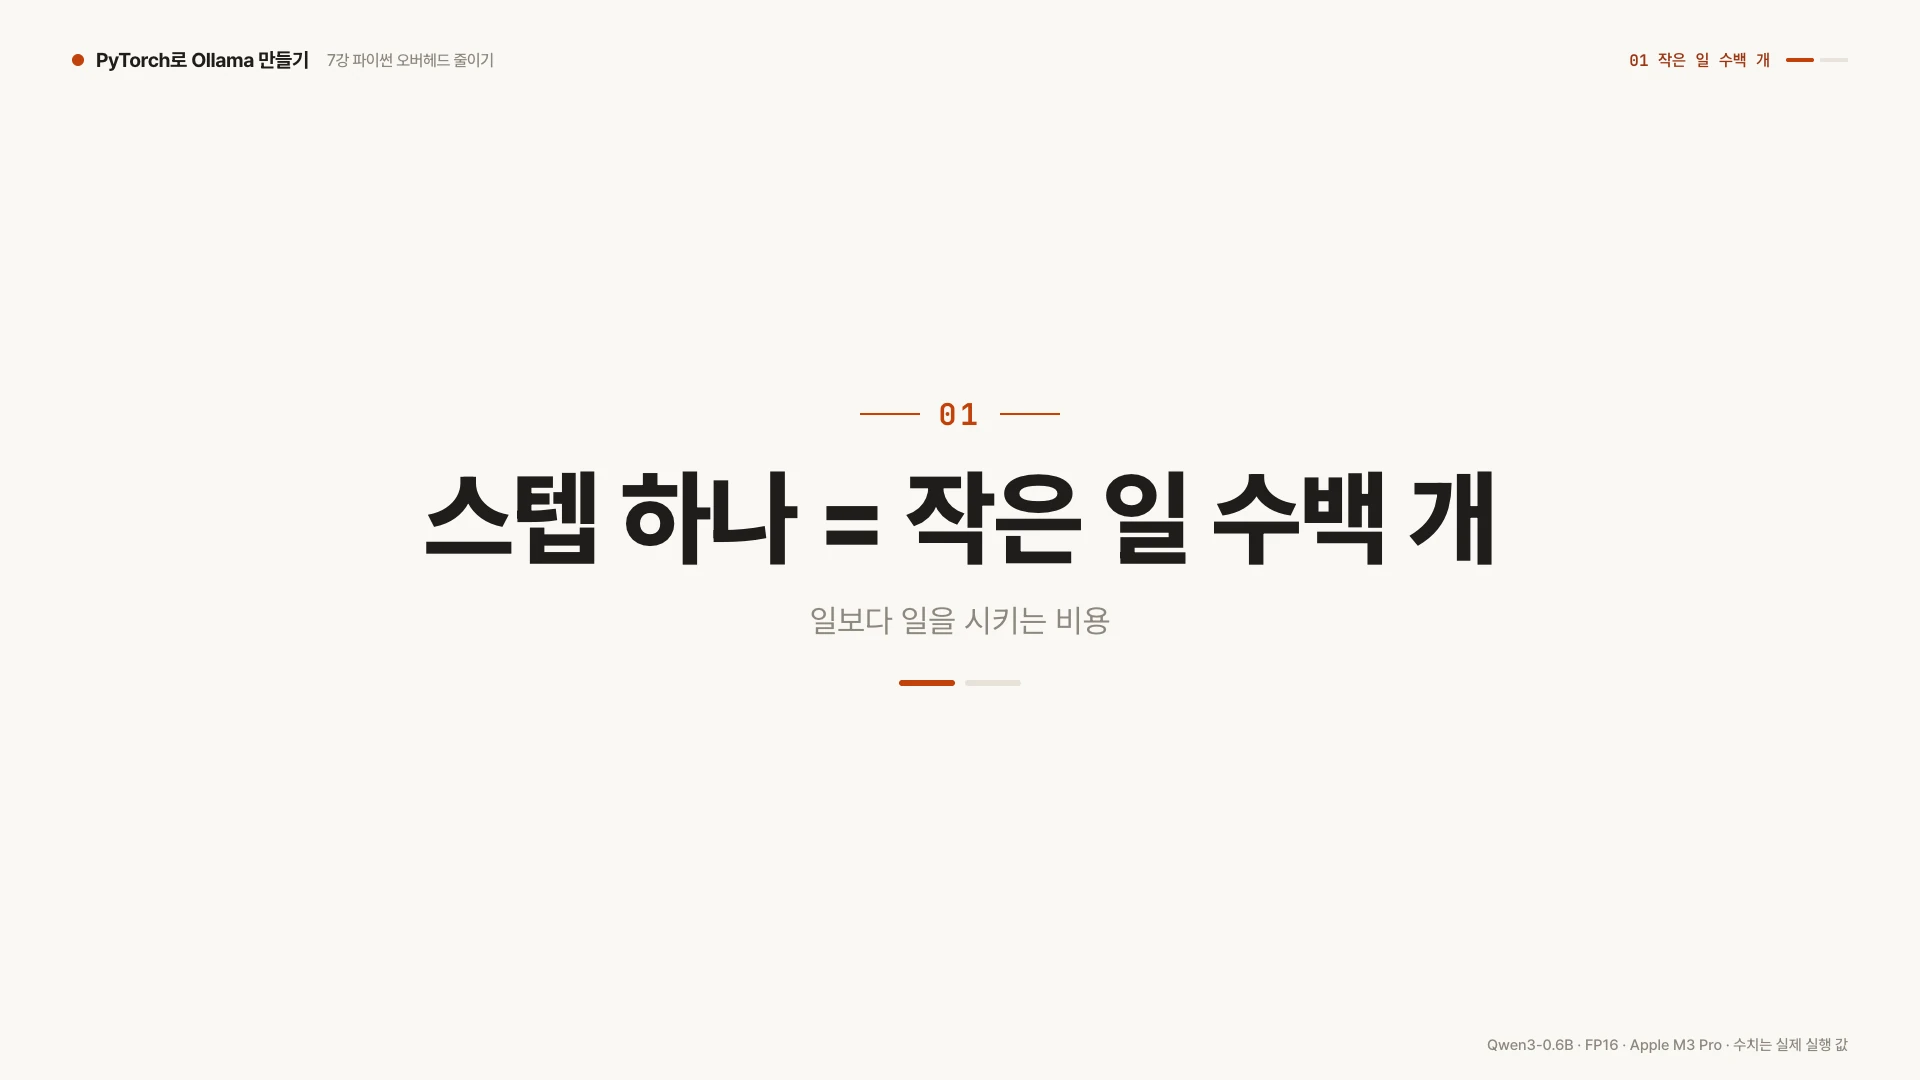 PyTorch로 Ollama 만들기 7강 파이썬 오버헤드 줄이기
01 작은 일 수백 개
01
스텝 하나 = 작은 일 수백 개
일보다 일을 시키는 비용
Qwen3-0.6B · FP16 · Apple M3 Pro · 수치는 실제 실행 값